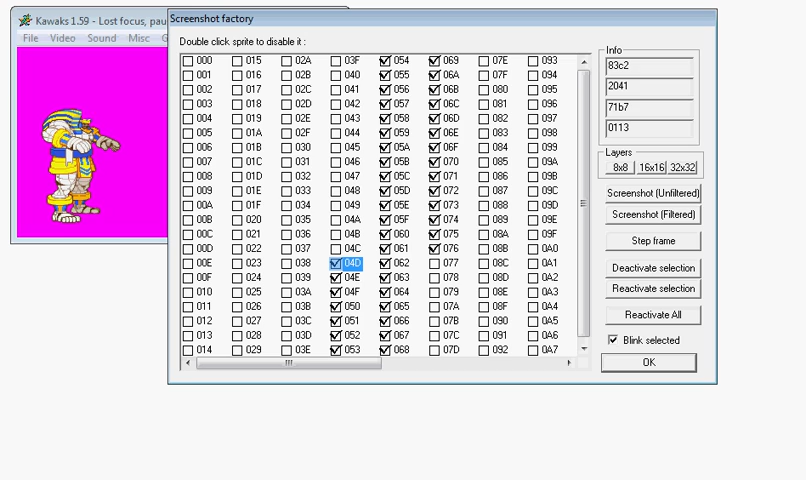 Kawaks 1.59 - Lost focus, pau
File Video Sound Misc G
Screenshot factory
Double click sprite to disable it :
000 015 02A 03F 054 069 07E 093
001 016 02B 040 055 06A 07F 094
002 017 02C 041 056 06B 080 095
003 018 02D 042 057 06C 081 096
004 019 02E 043 058 06D 082 097
005 01A 02F 044 059 06E 083 098
006 01B 030 045 05A 06F 084 099
007 01C 031 046 05B 070 085 09A
008 01D 032 047 05C 071 086 09B
009 01E 033 048 05D 072 087 09C
00A 01F 034 049 05E 073 088 09D
00B 020 035 04A 05F 074 089 09E
00C 021 036 04B 060 075 08A 09F
00D 022 037 04C 061 076 08B 0A0
00E 023 038 04D 062 077 08C 0A1
00F 024 039 04E 063 078 08D 0A2
010 025 03A 04F 064 079 08E 0A3
011 026 03B 050 065 07A 08F 0A4
012 027 03C 051 066 07B 090 0A5
013 028 03D 052 067 07C 091 0A6
014 029 03E 053 068 07D 092 0A7
Info
83c2
2041
71b7
0113
Layers
8x8 16x16 32x32
Screenshot (Unfiltered)
Screenshot (Filtered)
Step frame
Deactivate selection
Reactivate selection
Reactivate All
Blink selected
OK